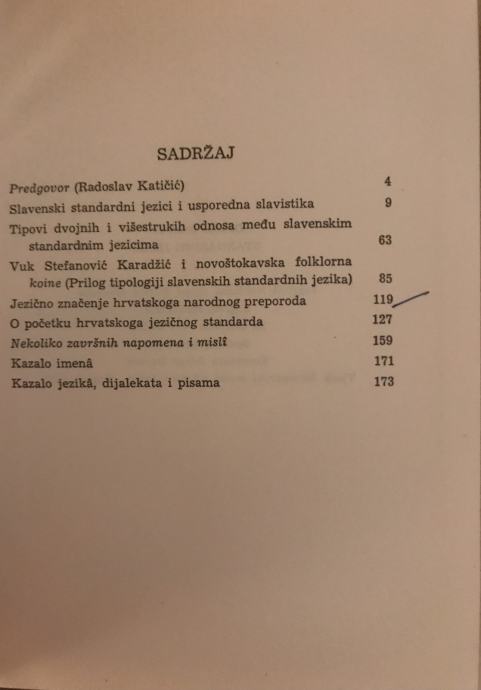 SADRŽAJ
Predgovor (Radoslav Katičić) 4
Slavenski standardni jezici i usporedna slavistika 9
Tipovi dvojnih i višestrukih odnosa među slavenskim
standardnim jezicima 63
Vuk Stefanović Karadžić i novoštokavska folklorna
koine (Prilog tipologiji slavenskih standardnih jezika) 85
Jezično značenje hrvatskoga narodnog preporoda 119
O početku hrvatskoga jezičnog standarda 127
Nekoliko završnih napomena i mislî 159
Kazalo imenâ 171
Kazalo jezikâ, dijalekata i pisama 173